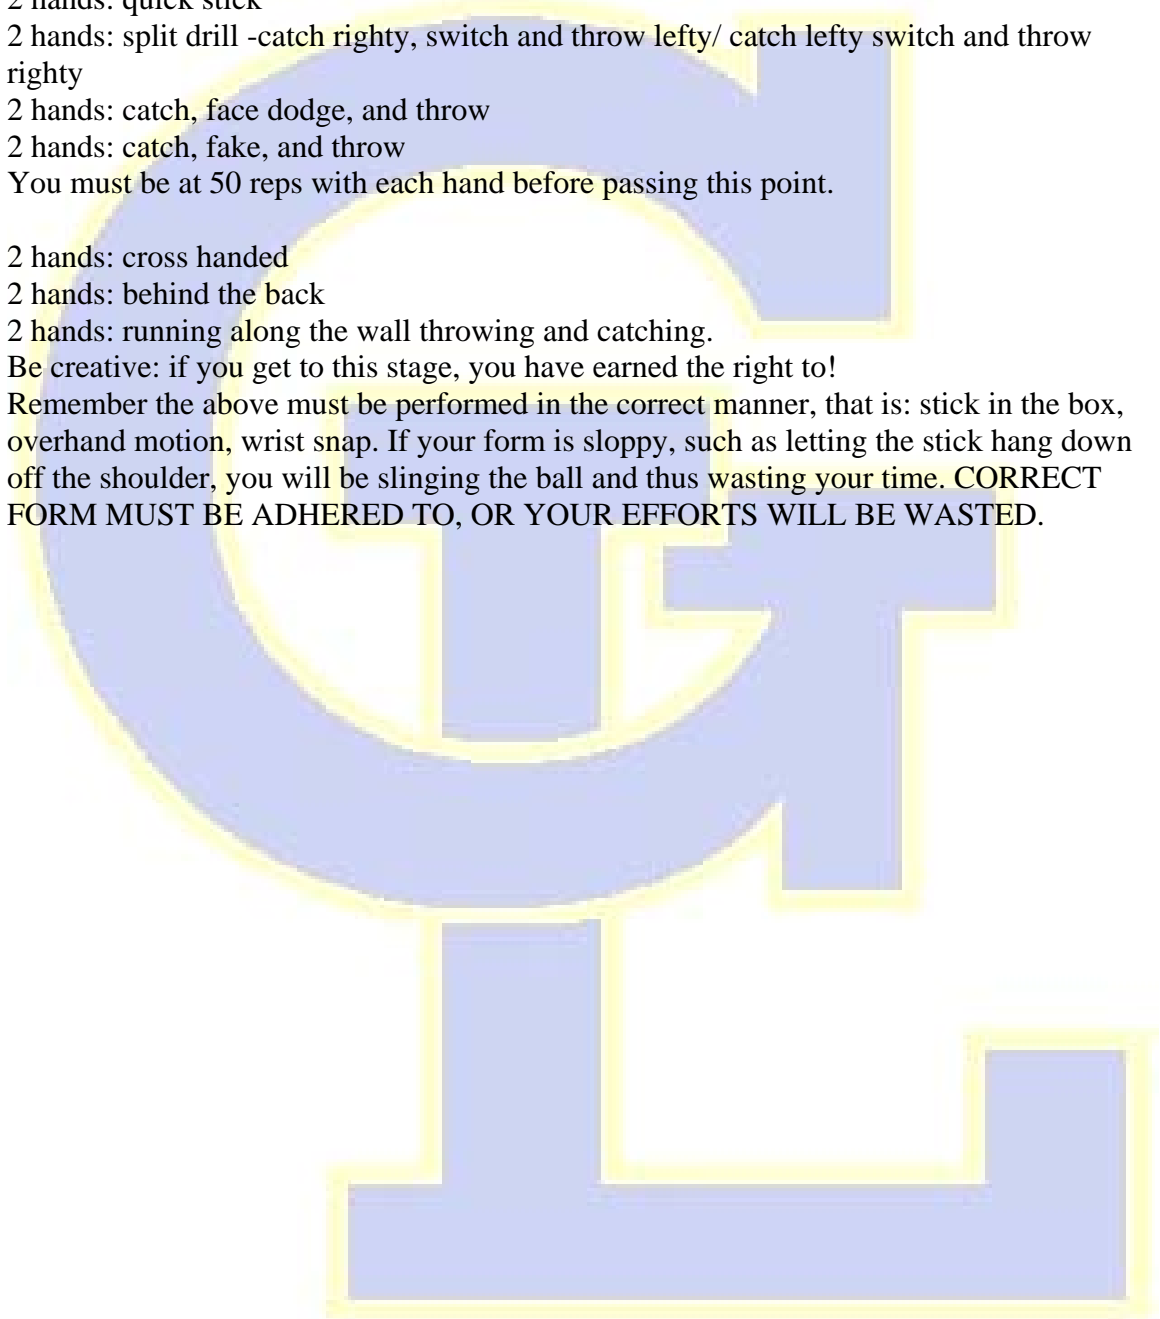 2 hands: quick stick
2 hands: split drill -catch righty, switch and throw lefty/ catch lefty switch and throw
righty
2 hands: catch, face dodge, and throw
2 hands: catch, fake, and throw
You must be at 50 reps with each hand before passing this point.
2 hands: cross handed
2 hands: behind the back
2 hands: running along the wall throwing and catching.
Be creative: if you get to this stage, you have earned the right to!
Remember the above must be performed in the correct manner, that is: stick in the box,
overhand motion, wrist snap. If your form is sloppy, such as letting the stick hang down
off the shoulder, you will be slinging the ball and thus wasting your time. CORRECT
FORM MUST BE ADHERED TO, OR YOUR EFFORTS WILL BE WASTED.